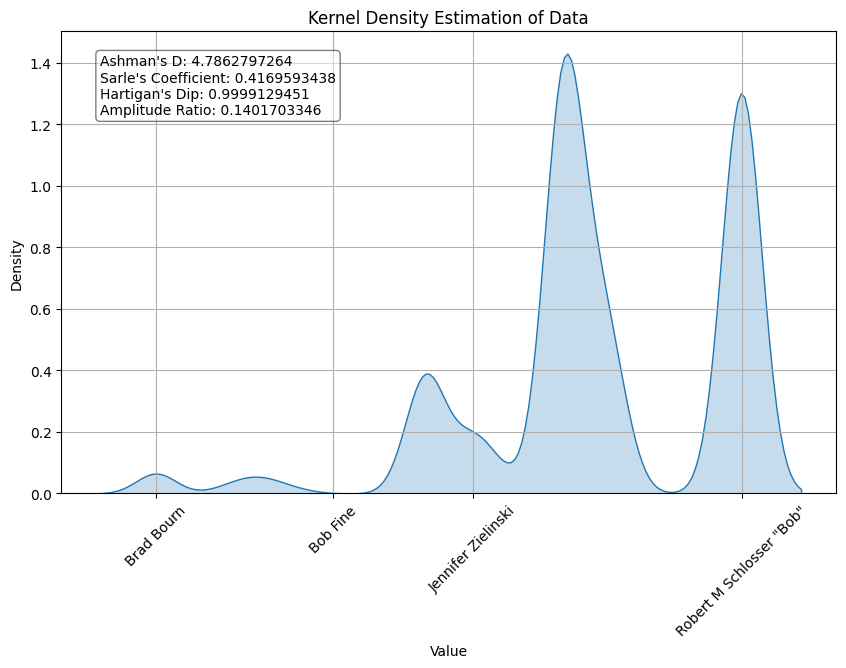 Kernel Density Estimation of Data
Ashman's D: 4.7862797264
Sarle's Coefficient: 0.4169593438
Hartigan's Dip: 0.9999129451
Amplitude Ratio: 0.1401703346
1.4
1.2
1.0
0.8
0.6
0.4
0.2
0.0
Density
Brad Bourn
Bob Fine
Jennifer Zielinski
Robert M Schlosser "Bob"
Value